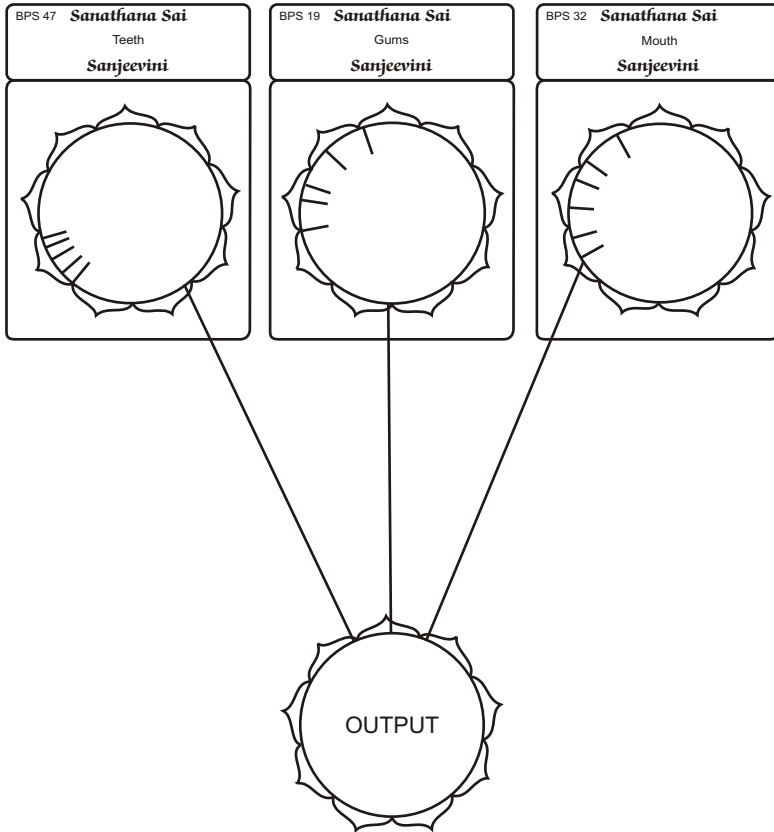 BPS 47 Sanathana Sai
Teeth
Sanjeevini
BPS 19 Sanathana Sai
Gums
Sanjeevini
BPS 32 Sanathana Sai
Mouth
Sanjeevini
OUTPUT